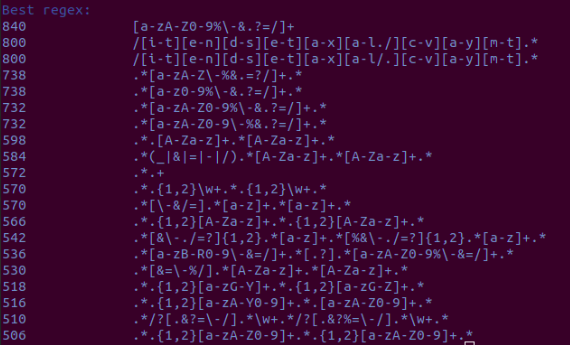 Best regex:
840 [a-zA-Z0-9%\-&.?=/]+
800 /[i-t][e-n][d-s][e-t][a-x][a-l./][c-v][a-y][m-t].*
800 /[i-t][e-n][d-s][e-t][a-x][a-l/.][c-v][a-y][m-t].*
738 .*[a-zA-Z\-%&.=?/]+.*
738 .*[a-z0-9%\-&.?=/]+.*
732 .*[a-zA-Z0-9%\-&.?=/]+.*
732 .*[a-zA-Z0-9\-%&.?=/]+.*
598 .*.[A-Za-z]+.*[A-Za-z]+.*
584 .*(_|&|=|-|/).*[A-Za-z]+.*[A-Za-z]+.*
572 .*.+
570 .*.{1,2}\w+.*.{1,2}\w+.*
570 .*[\-&/=].*[a-z]+.*[a-z]+.*
566 .*.{1,2}[A-Za-z]+.*.{1,2}[A-Za-z]+.*
542 .*[&\-./=?]{1,2}.*[a-z]+.*[%&\-./=?]{1,2}.*[a-z]+.*
536 .*[a-zB-R0-9\-&=/]+.*[.?].*[a-zA-Z0-9%\-&=/]+.*
530 .*[&=\-%/].*[A-Za-z]+.*[A-Za-z]+.*
518 .*.{1,2}[a-zG-Y]+.*.{1,2}[a-zG-Z]+.*
516 .*.{1,2}[a-zA-Y0-9]+.*.[a-zA-Z0-9]+.*
510 .*/?[.&?=\-/].*\w+.*/?[.&?%=\-/].*\w+.*
506 .*.{1,2}[a-zA-Z0-9]+.*.{1,2}[a-zA-Z0-9]+.*